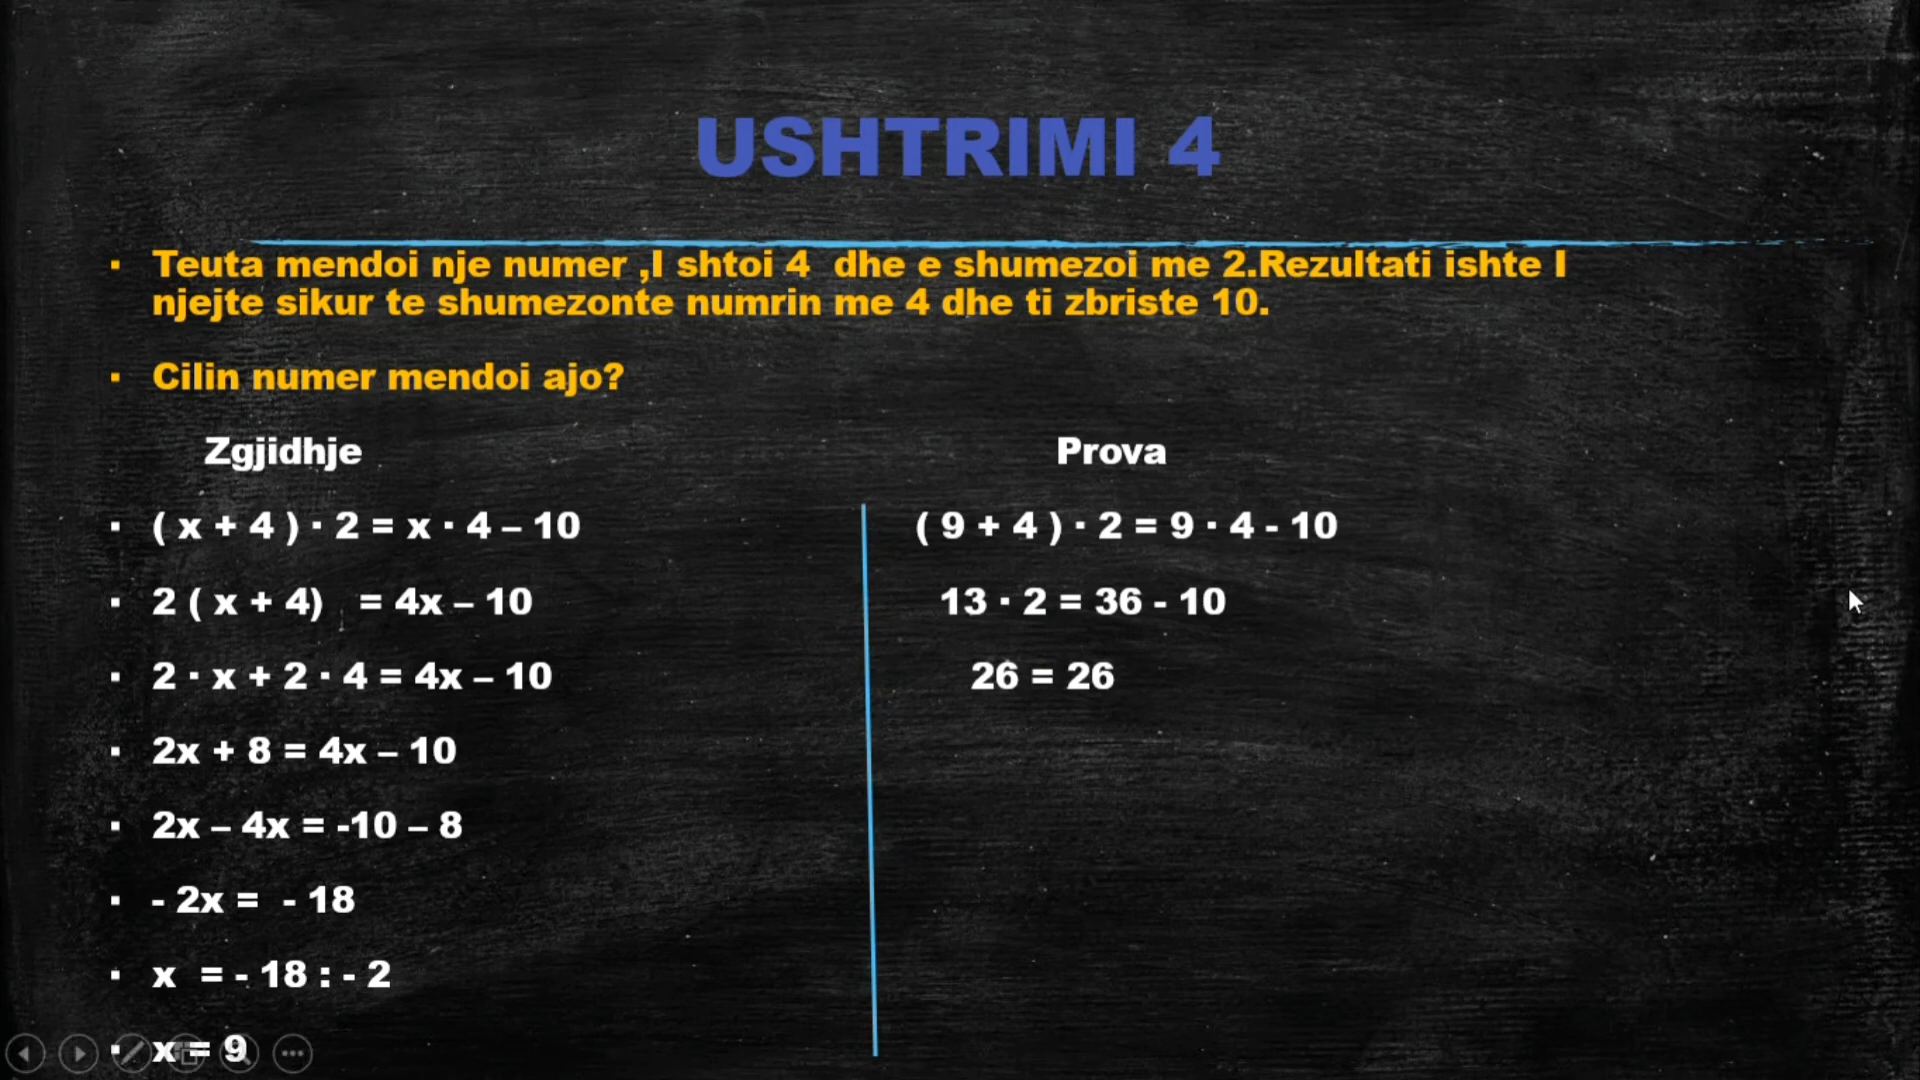 USHTRIMI 4
▪ Teuta mendoi nje numer ,I shtoi 4 dhe e shumezoi me 2.Rezultati ishte I
njejte sikur te shumezonte numrin me 4 dhe ti zbriste 10.
▪ Cilin numer mendoi ajo?
Zgjidhje
▪ ( x + 4 ) · 2 = x · 4 – 10
▪ 2 ( x + 4) = 4x – 10
▪ 2 · x + 2 · 4 = 4x – 10
▪ 2x + 8 = 4x – 10
▪ 2x – 4x = -10 – 8
▪ - 2x = - 18
▪ x = - 18 : - 2
▪ x = 9
Prova
( 9 + 4 ) · 2 = 9 · 4 - 10
13 · 2 = 36 - 10
26 = 26